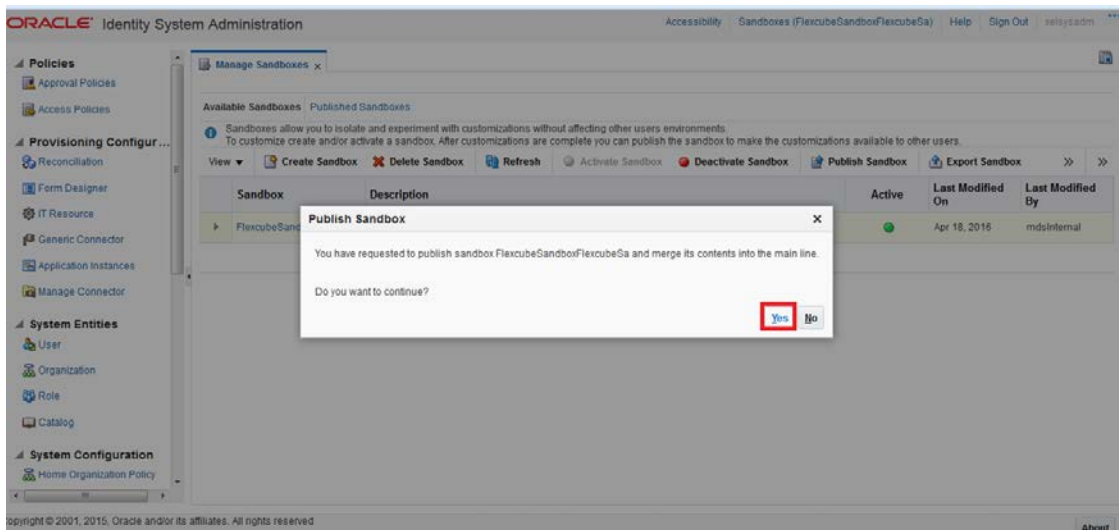 ORACLE Identity System Administration
Accessibility Sandboxes (FlexcubeSandboxFlexcubeSa) Help Sign Out xelsysadm
Policies
Approval Policies
Access Policies
Provisioning Configur...
Reconciliation
Form Designer
IT Resource
Generic Connector
Application Instances
Manage Connector
System Entities
User
Organization
Role
Catalog
System Configuration
Home Organization Policy
Manage Sandboxes
Available Sandboxes Published Sandboxes
Sandboxes allow you to isolate and experiment with customizations without affecting other users environments.
To customize create and/or activate a sandbox. After customizations are complete you can publish the sandbox to make the customizations available to other users.
View Create Sandbox Delete Sandbox Refresh Activate Sandbox Deactivate Sandbox Publish Sandbox Export Sandbox
Sandbox Description Active Last Modified On Last Modified By
FlexcubeSand Apr 18, 2016 mdsInternal
Publish Sandbox
You have requested to publish sandbox FlexcubeSandboxFlexcubeSa and merge its contents into the main line.
Do you want to continue?
Yes No
opyright © 2001, 2015, Oracle and/or its affiliates. All rights reserved
About